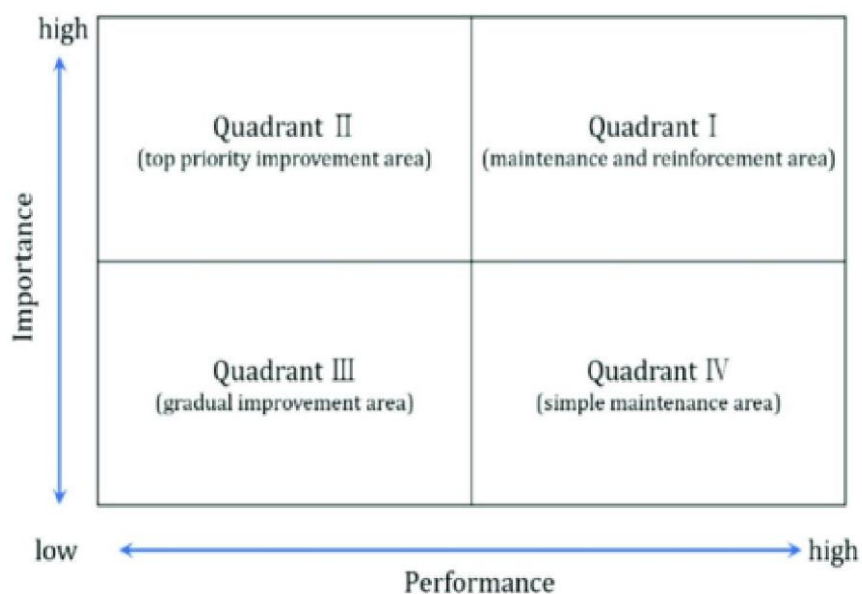 high
Quadrant Ⅱ
(top priority improvement area)
Quadrant Ⅰ
(maintenance and reinforcement area)
Importance
Quadrant Ⅲ
(gradual improvement area)
Quadrant Ⅳ
(simple maintenance area)
low
high
Performance